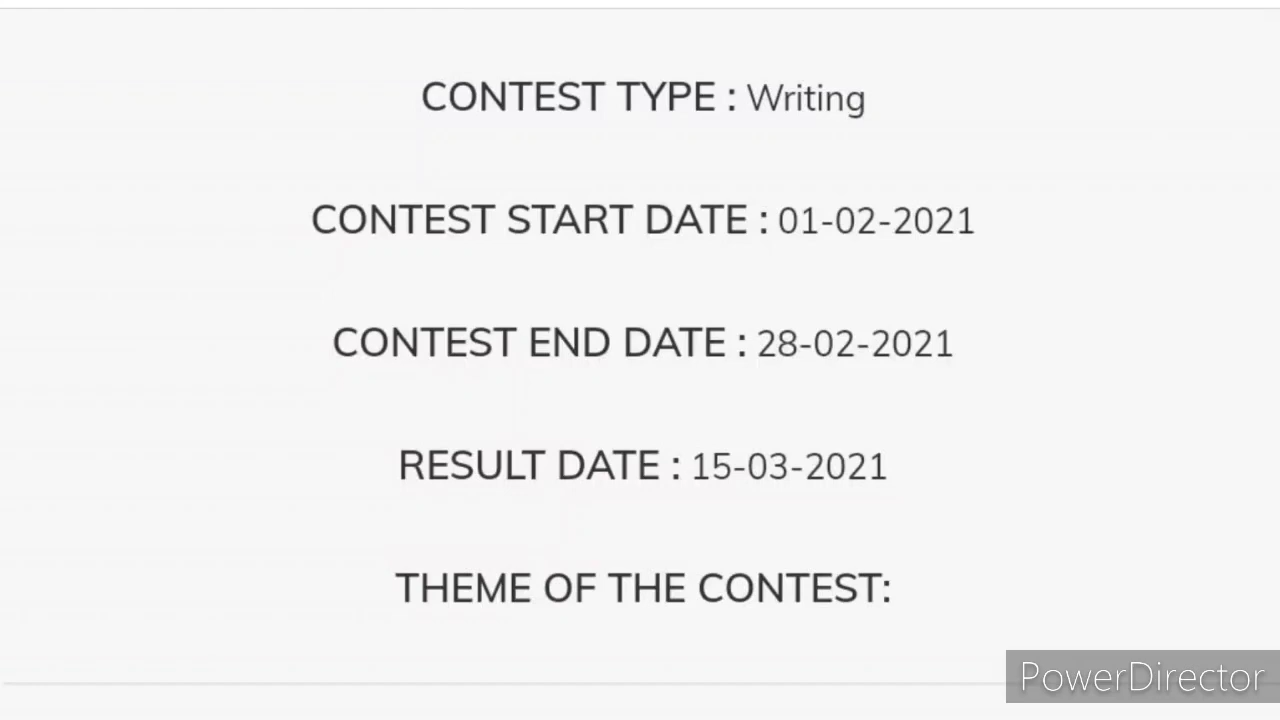 CONTEST TYPE : Writing
CONTEST START DATE : 01-02-2021
CONTEST END DATE : 28-02-2021
RESULT DATE : 15-03-2021
THEME OF THE CONTEST:
PowerDirector